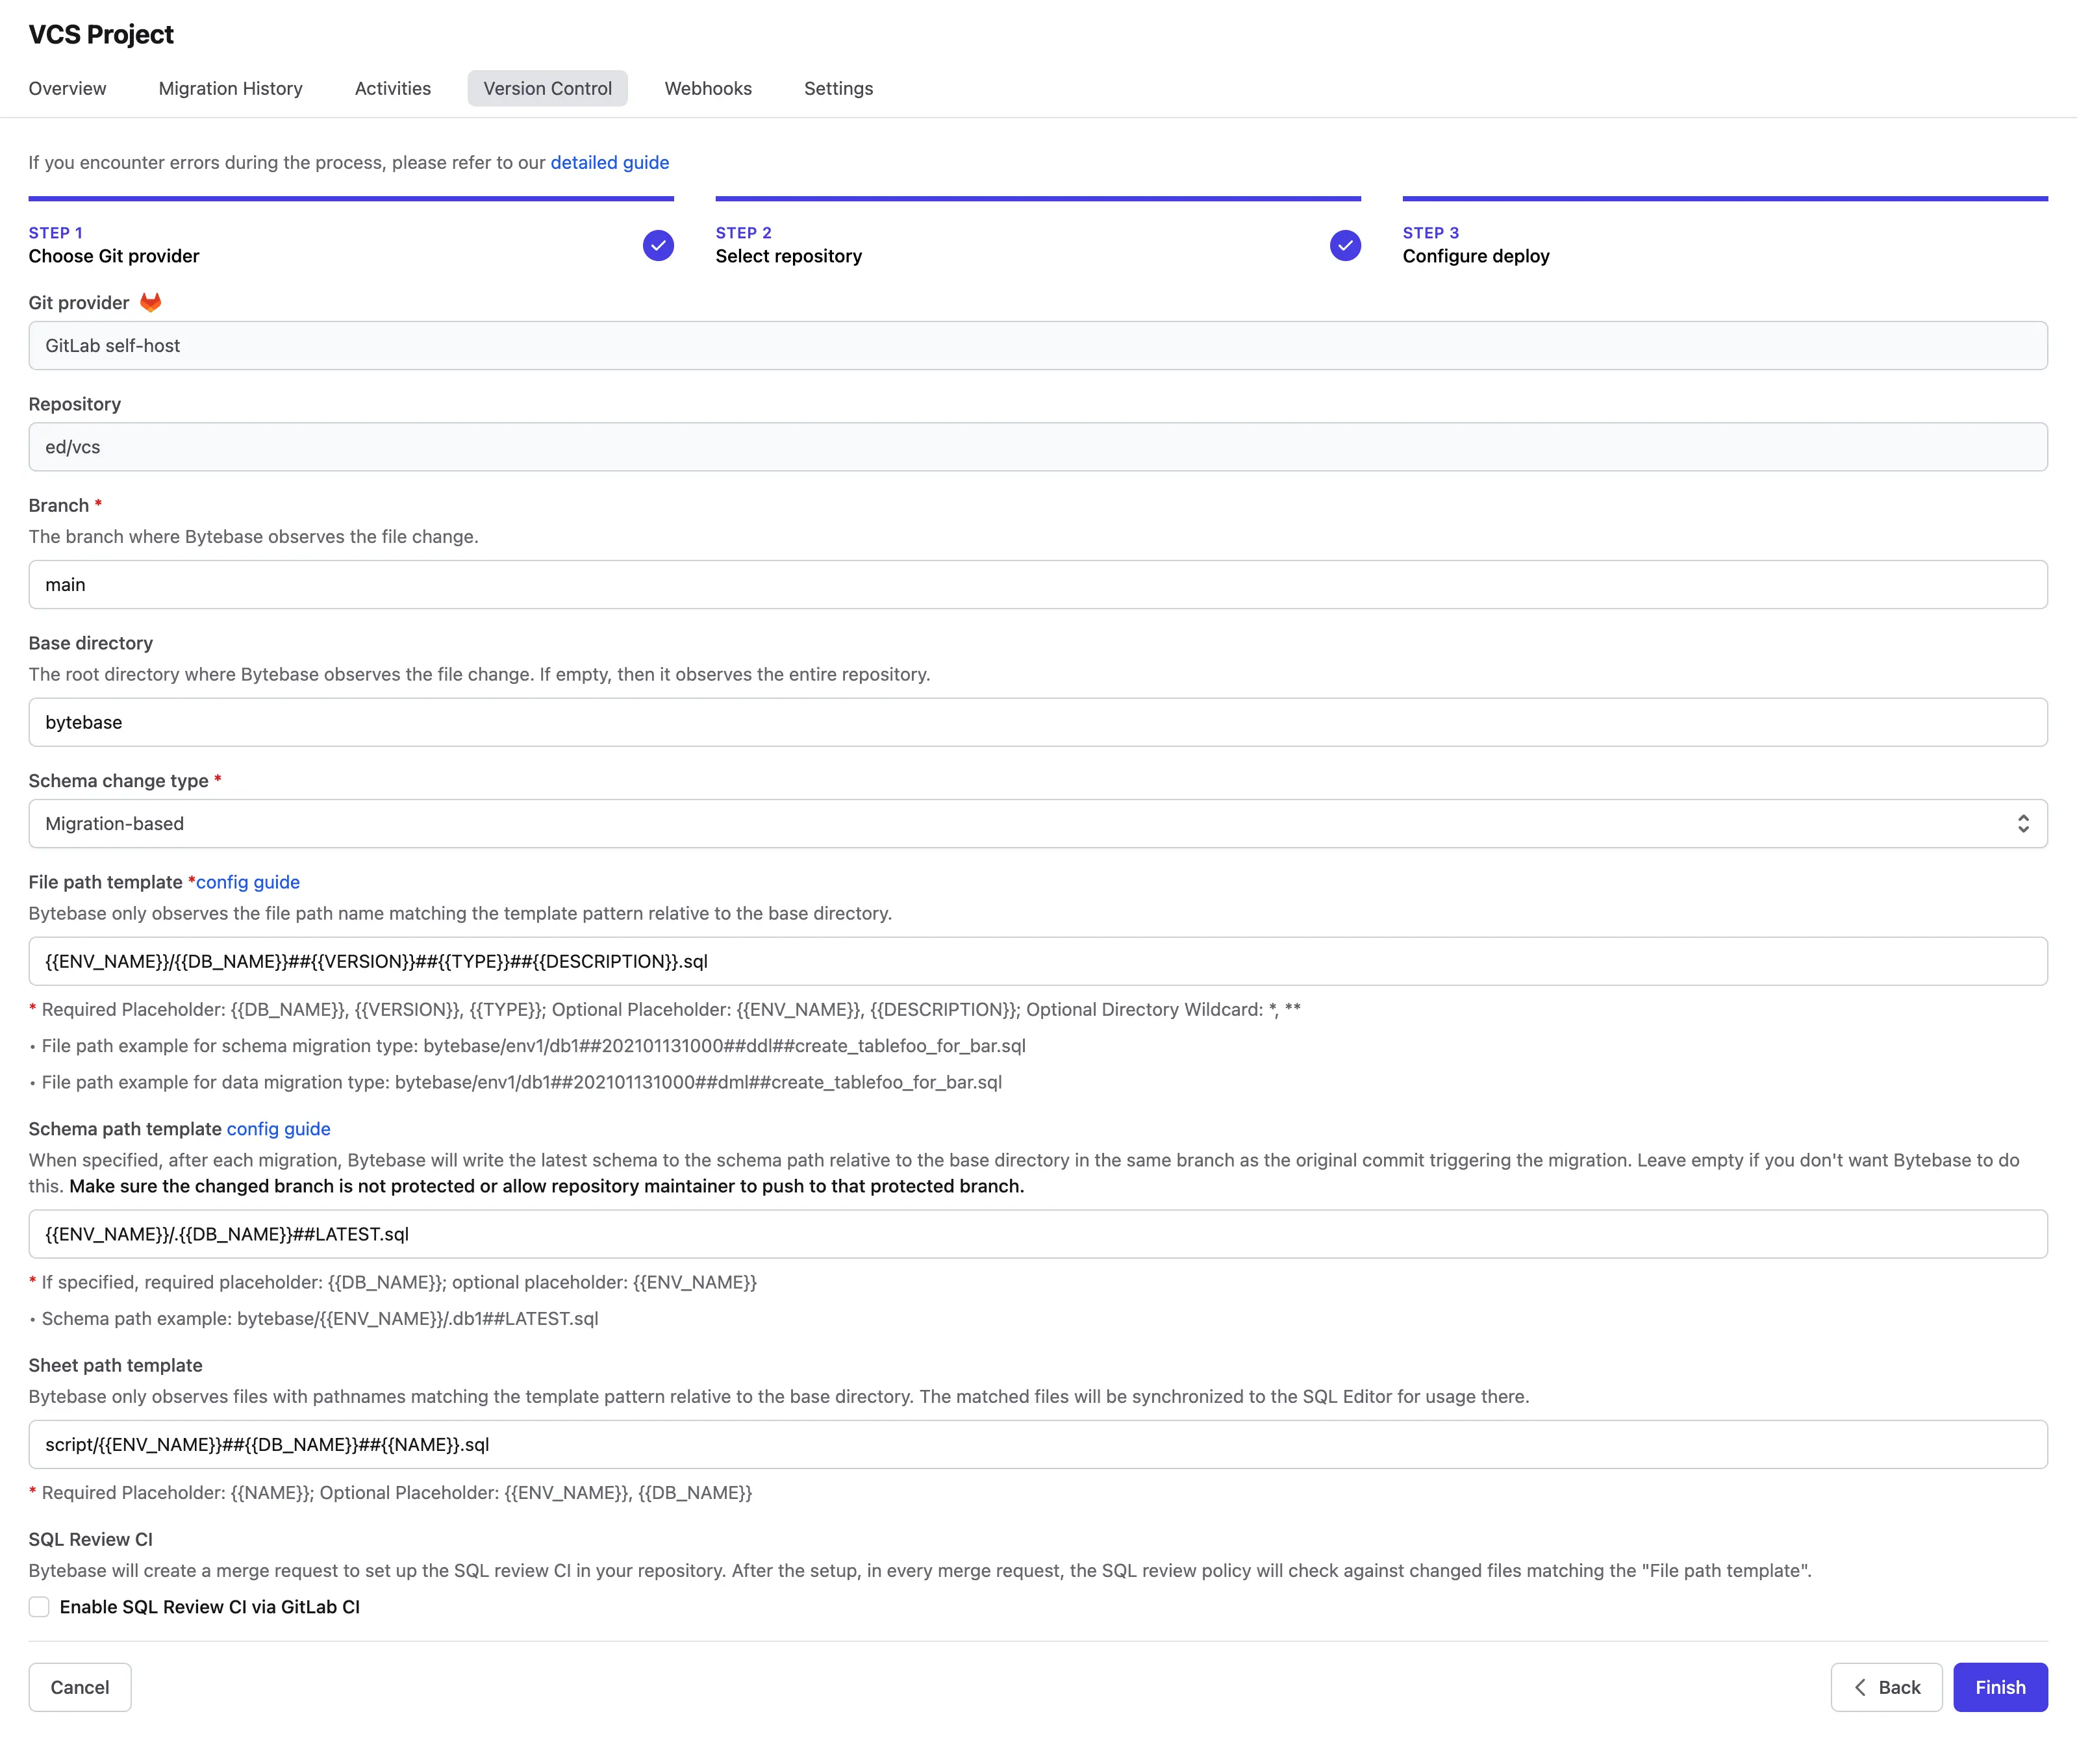 VCS Project
Overview
Migration History
Activities
Version Control
Webhooks
Settings
If you encounter errors during the process, please refer to our detailed guide
STEP 1
Choose Git provider
STEP 2
Select repository
STEP 3
Configure deploy
Git provider
GitLab self-host
Repository
ed/vcs
Branch *
The branch where Bytebase observes the file change.
main
Base directory
The root directory where Bytebase observes the file change. If empty, then it observes the entire repository.
bytebase
Schema change type *
Migration-based
File path template *config guide
Bytebase only observes the file path name matching the template pattern relative to the base directory.
{{ENV_NAME}}/{{DB_NAME}}##{{VERSION}}##{{TYPE}}##{{DESCRIPTION}}.sql
* Required Placeholder: {{DB_NAME}}, {{VERSION}}, {{TYPE}}; Optional Placeholder: {{ENV_NAME}}, {{DESCRIPTION}}; Optional Directory Wildcard: *, **
• File path example for schema migration type: bytebase/env1/db1##202101131000##ddl##create_tablefoo_for_bar.sql
• File path example for data migration type: bytebase/env1/db1##202101131000##dml##create_tablefoo_for_bar.sql
Schema path template config guide
When specified, after each migration, Bytebase will write the latest schema to the schema path relative to the base directory in the same branch as the original commit triggering the migration. Leave empty if you don't want Bytebase to do
this. Make sure the changed branch is not protected or allow repository maintainer to push to that protected branch.
{{ENV_NAME}}/.{{DB_NAME}}##LATEST.sql
* If specified, required placeholder: {{DB_NAME}}; optional placeholder: {{ENV_NAME}}
• Schema path example: bytebase/{{ENV_NAME}}/.db1##LATEST.sql
Sheet path template
Bytebase only observes files with pathnames matching the template pattern relative to the base directory. The matched files will be synchronized to the SQL Editor for usage there.
script/{{ENV_NAME}}##{{DB_NAME}}##{{NAME}}.sql
* Required Placeholder: {{NAME}}; Optional Placeholder: {{ENV_NAME}}, {{DB_NAME}}
SQL Review CI
Bytebase will create a merge request to set up the SQL review CI in your repository. After the setup, in every merge request, the SQL review policy will check against changed files matching the "File path template".
Enable SQL Review CI via GitLab CI
Cancel
Back
Finish